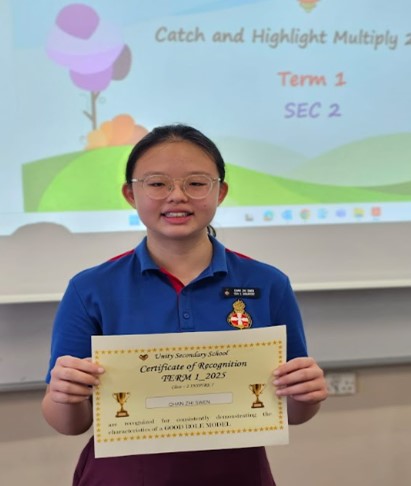 Catch and Highlight Multiply 2
Term 1
SEC 2
Unity Secondary School
Certificate of Recognition
TERM 1_2025
are recognized for consistently demonstrating the
characteristics of a GOOD ROLE MODEL